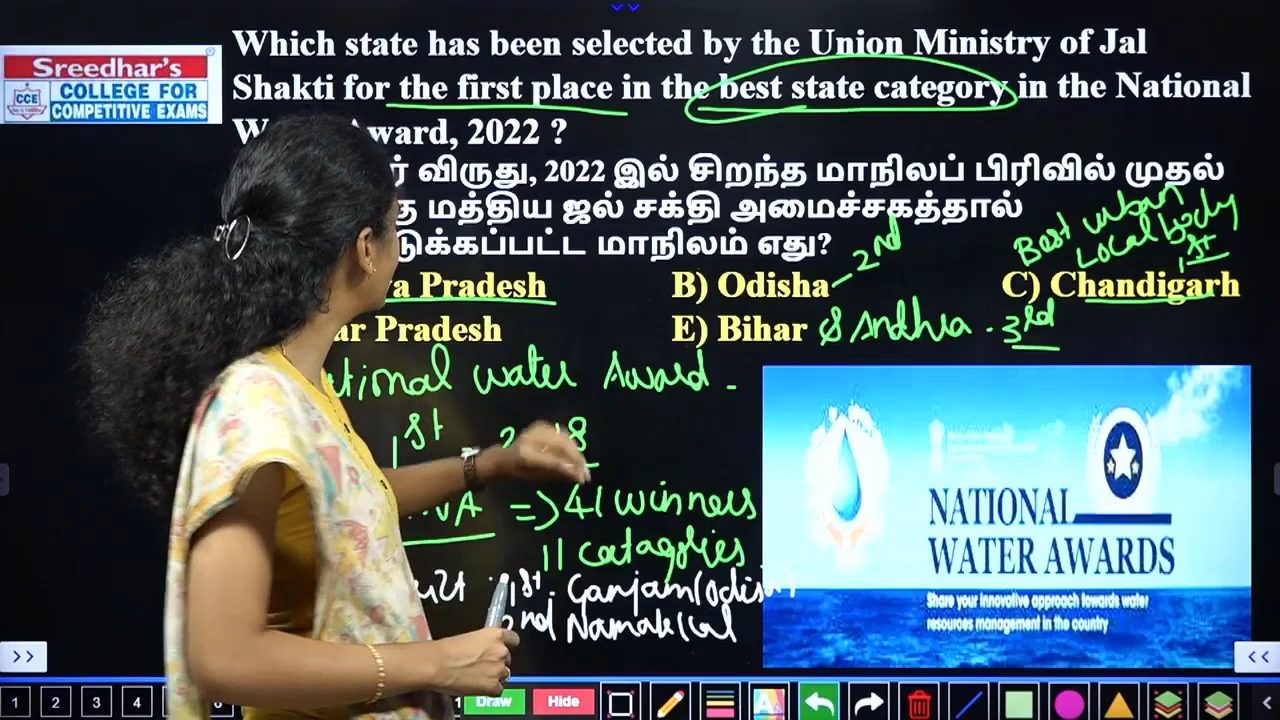 Which state has been selected by the Union Ministry of Jal
Sreedhar's
CCE
COLLEGE FOR
COMPETITIVE EXAMS
Shakti for the first place in the best state category in the National
Award, 2022 ?
விருது, 2022 இல் சிறந்த மாநிலப் பிரிவில் முதல்
மத்திய ஜல் சக்தி அமைச்சகத்தால்
மாநிலம் எது?
Best urban
Local body
1st
Pradesh
B) Odisha - 2nd
C) Chandigarh
Pradesh
E) Bihar & Andhra - 3rd
water Award -
1st
=> 41 winners
11 catagories
1st. Ganjam
2nd Namakkal
NATIONAL
WATER AWARDS
Share your innovative approach towards water
resources management in the country
>>
<<
1 2 3 4
Draw
Hide